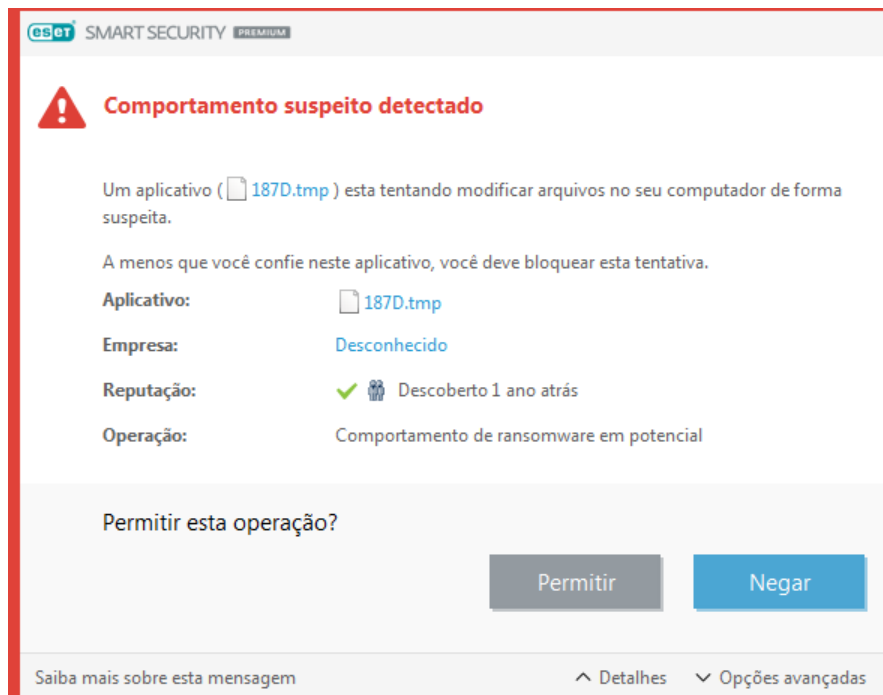 eset SMART SECURITY PREMIUM
Comportamento suspeito detectado
Um aplicativo ( 187D.tmp ) esta tentando modificar arquivos no seu computador de forma
suspeita.
A menos que você confie neste aplicativo, você deve bloquear esta tentativa.
Aplicativo: 187D.tmp
Empresa: Desconhecido
Reputação: Descoberto 1 ano atrás
Operação: Comportamento de ransomware em potencial
Permitir esta operação?
Permitir Negar
Saiba mais sobre esta mensagem Detalhes Opções avançadas